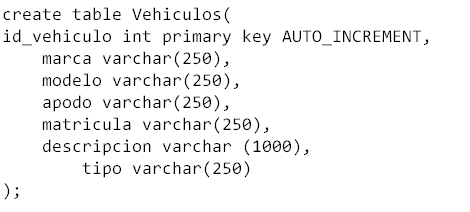 create table Vehiculos(
id_vehiculo int primary key AUTO_INCREMENT,
marca varchar(250),
modelo varchar(250),
apodo varchar(250),
matricula varchar(250),
descripcion varchar (1000),
tipo varchar(250)
);